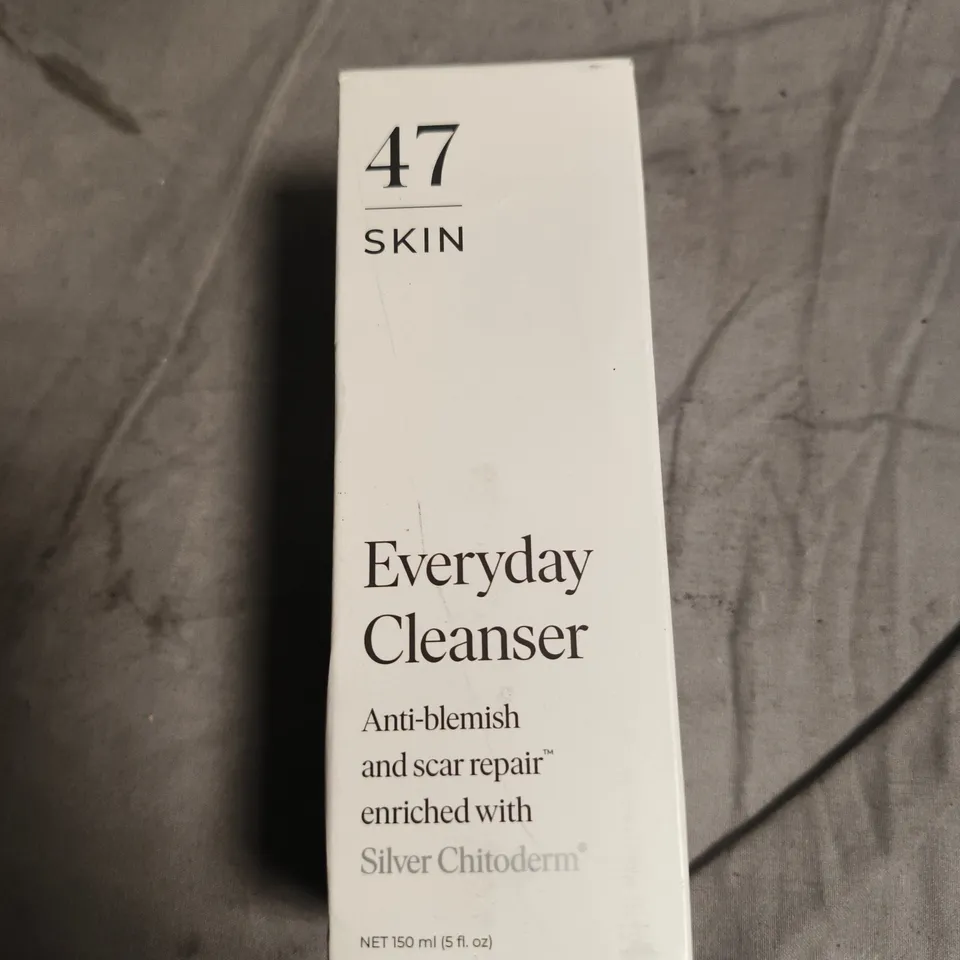 47
SKIN
Everyday
Cleanser
Anti-blemish
and scar repair™
enriched with
Silver Chitoderm®
NET 150 ml (5 fl. oz)